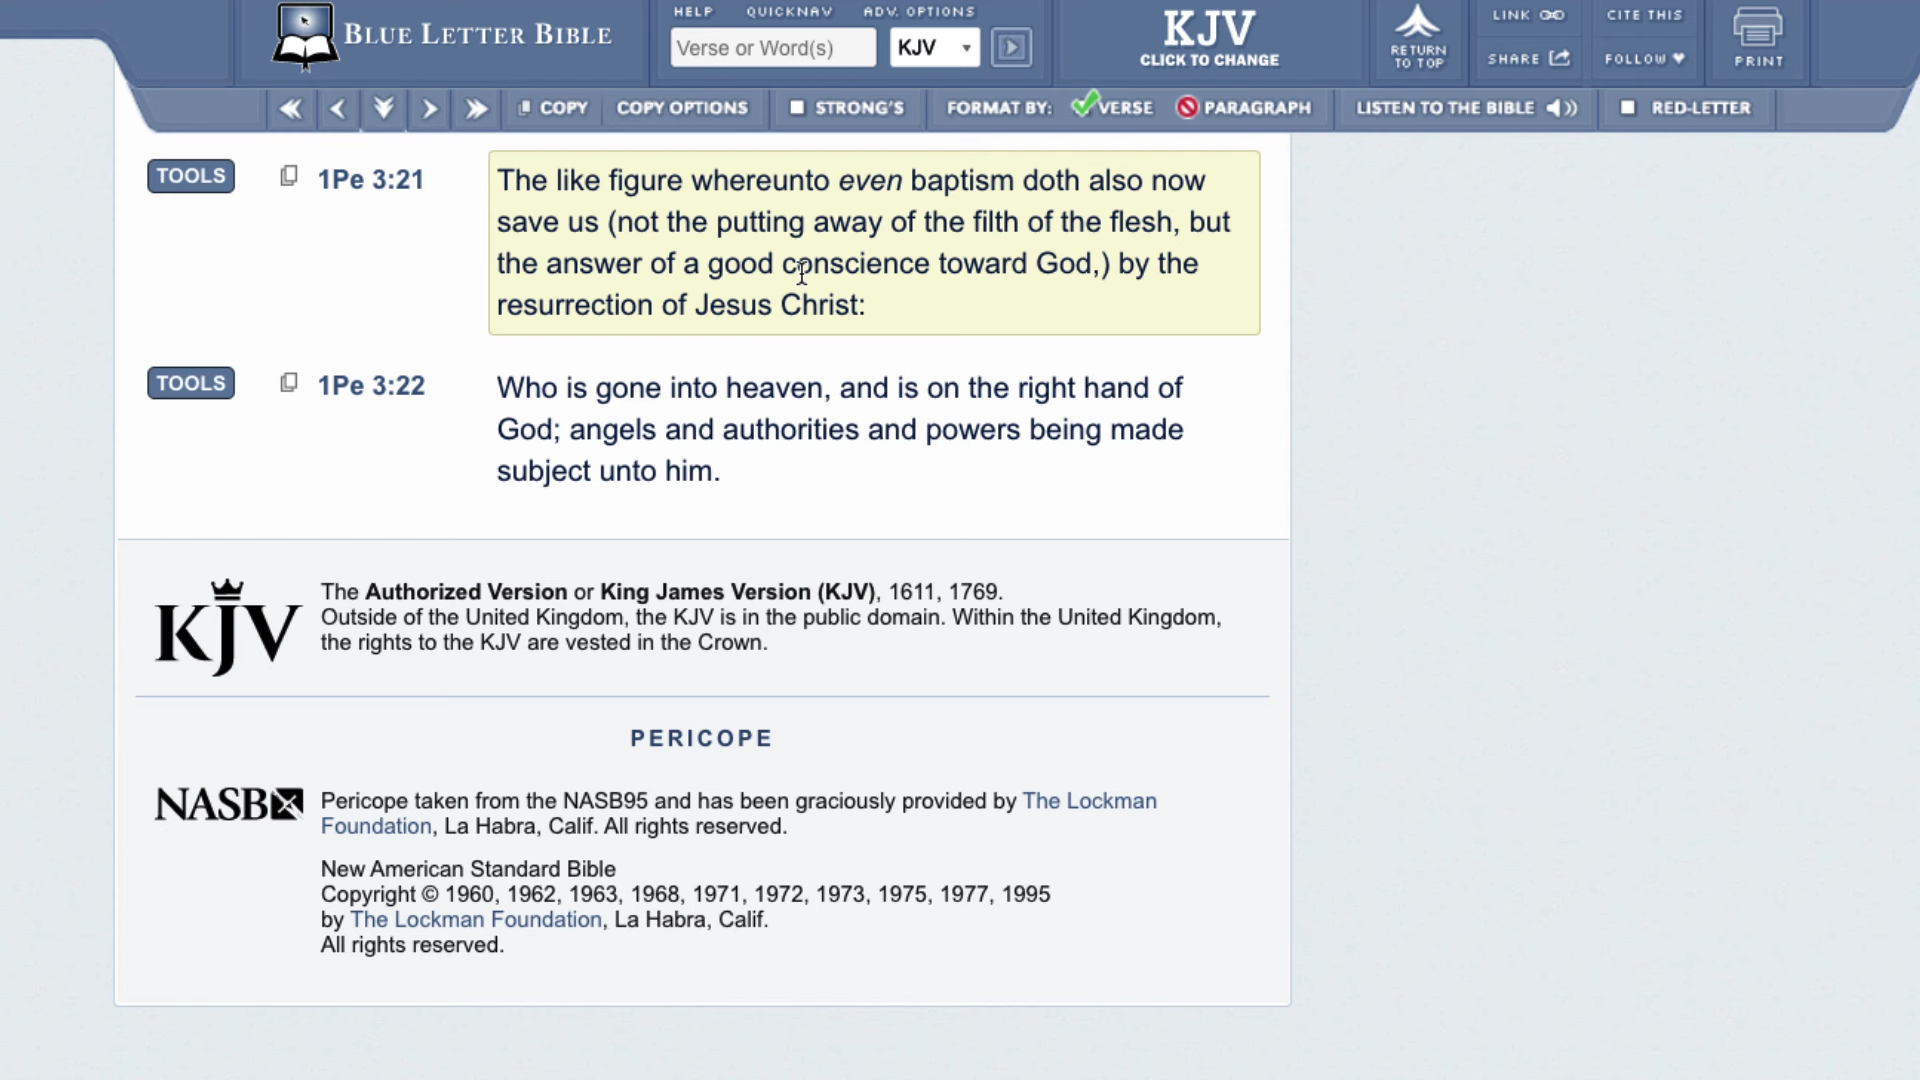 BLUE LETTER BIBLE
HELP QUICKNAV ADV. OPTIONS
Verse or Word(s) KJV
KJV
CLICK TO CHANGE
RETURN
TO TOP
LINK CITE THIS
SHARE FOLLOW
PRINT
COPY COPY OPTIONS STRONG'S FORMAT BY: VERSE PARAGRAPH LISTEN TO THE BIBLE RED-LETTER
TOOLS 1Pe 3:21 The like figure whereunto even baptism doth also now
save us (not the putting away of the filth of the flesh, but
the answer of a good conscience toward God,) by the
resurrection of Jesus Christ:
TOOLS 1Pe 3:22 Who is gone into heaven, and is on the right hand of
God; angels and authorities and powers being made
subject unto him.
KJV
The Authorized Version or King James Version (KJV), 1611, 1769.
Outside of the United Kingdom, the KJV is in the public domain. Within the United Kingdom,
the rights to the KJV are vested in the Crown.
PERICOPE
NASB
Pericope taken from the NASB95 and has been graciously provided by The Lockman
Foundation, La Habra, Calif. All rights reserved.
New American Standard Bible
Copyright © 1960, 1962, 1963, 1968, 1971, 1972, 1973, 1975, 1977, 1995
by The Lockman Foundation, La Habra, Calif.
All rights reserved.